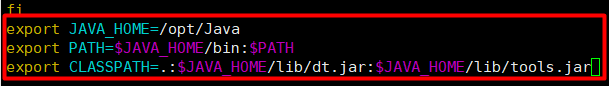 fi
export JAVA_HOME=/opt/Java
export PATH=$JAVA_HOME/bin:$PATH
export CLASSPATH=.:$JAVA_HOME/lib/dt.jar:$JAVA_HOME/lib/tools.jar